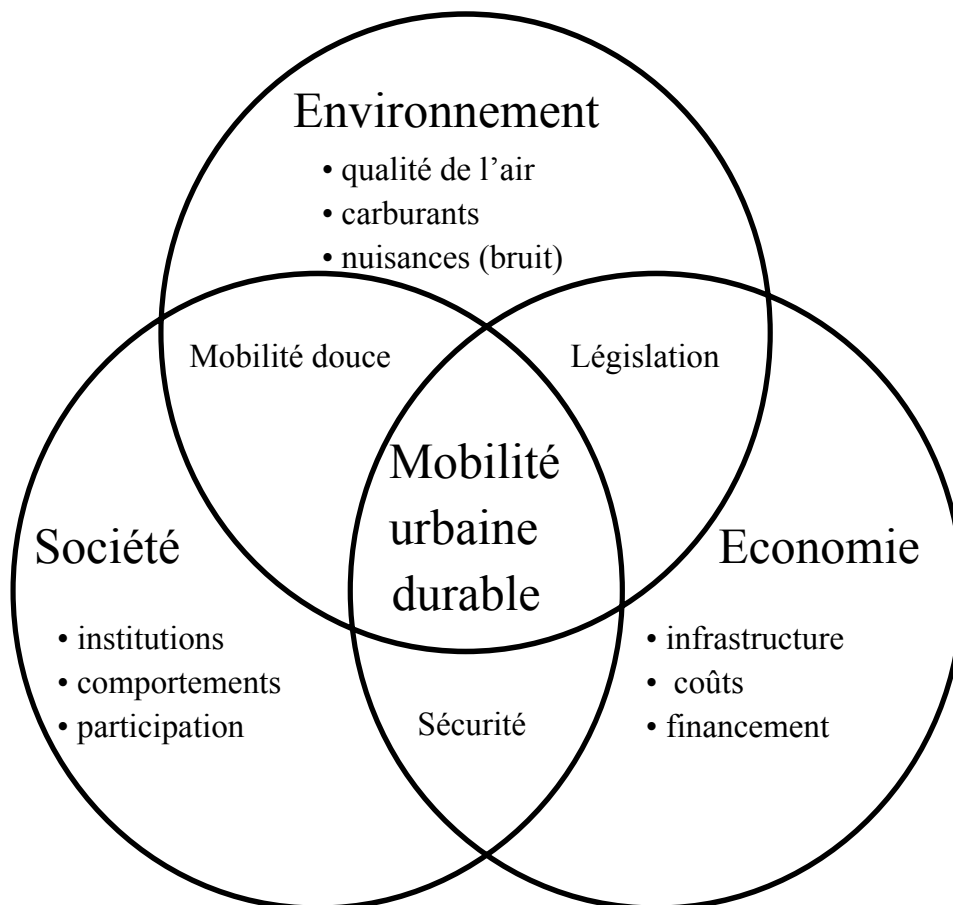 Environnement
• qualité de l’air
• carburants
• nuisances (bruit)
Mobilité douce
Législation
Mobilité
urbaine
durable
Société
• institutions
• comportements
• participation
Economie
• infrastructure
• coûts
• financement
Sécurité